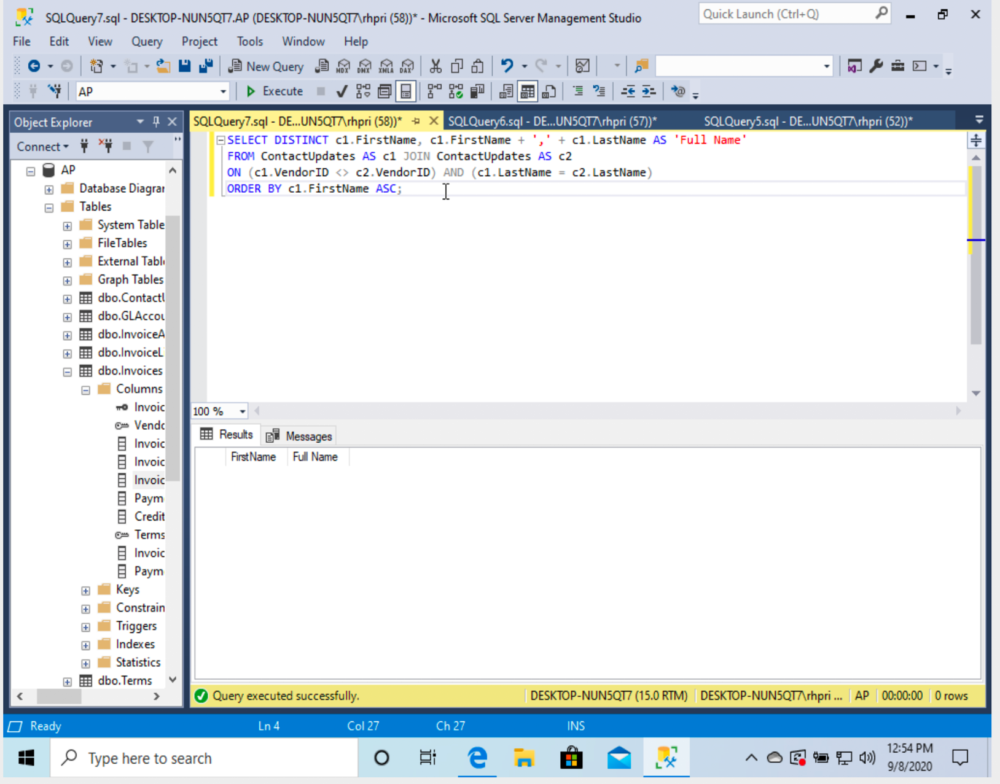 SQLQuery7.sql - DESKTOP-NUN5QT7.AP (DESKTOP-NUN5QT7\rhpri (58))* - Microsoft SQL Server Management Studio
Quick Launch (Ctrl+Q)
File Edit View Query Project Tools Window Help
New Query MDX DMX XMLA DAX
AP Execute
Object Explorer
SQLQuery7.sql - DE...UN5QT7\rhpri (58))*
SQLQuery6.sql - DE...UN5QT7\rhpri (57))*
SQLQuery5.sql - DE...UN5QT7\rhpri (52))*
Connect
AP
Database Diagrar
Tables
System Table
FileTables
External Tabl
Graph Tables
dbo.ContactU
dbo.GLAccou
dbo.InvoiceA
dbo.InvoiceL
dbo.Invoices
Columns
Invoic
Vendo
Invoic
Invoic
Invoic
Paym
Credit
Terms
Invoic
Paym
Keys
Constrain
Triggers
Indexes
Statistics
dbo.Terms
SELECT DISTINCT c1.FirstName, c1.FirstName + ',' + c1.LastName AS 'Full Name'
FROM ContactUpdates AS c1 JOIN ContactUpdates AS c2
ON (c1.VendorID <> c2.VendorID) AND (c1.LastName = c2.LastName)
ORDER BY c1.FirstName ASC;
100 %
Results Messages
FirstName Full Name
Query executed successfully. DESKTOP-NUN5QT7 (15.0 RTM) DESKTOP-NUN5QT7\rhpri ... AP 00:00:00 0 rows
Ready Ln 4 Col 27 Ch 27 INS
Type here to search
12:54 PM
9/8/2020